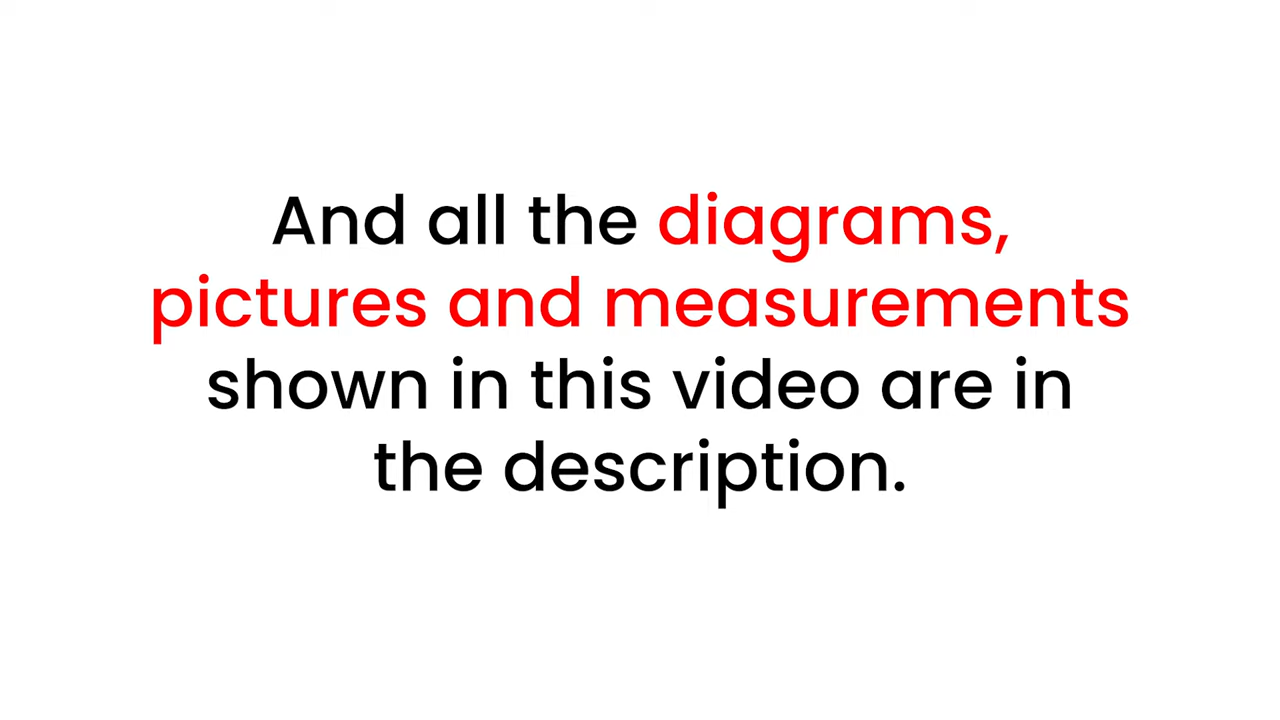 And all the diagrams,
pictures and measurements
shown in this video are in
the description.